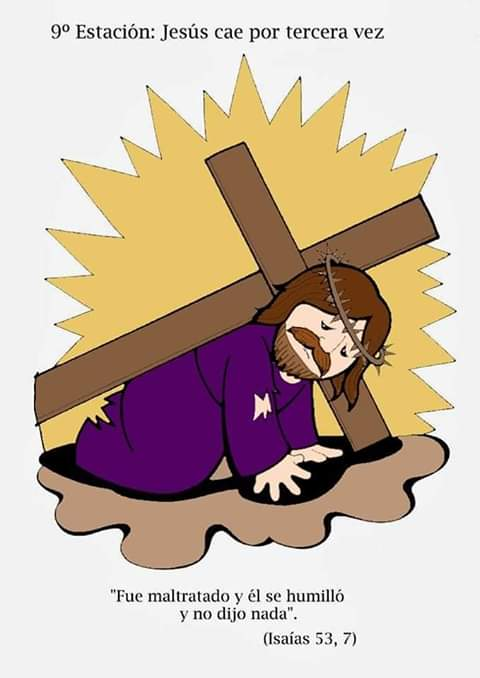 9º Estación: Jesús cae por tercera vez
"Fue maltratado y él se humilló
y no dijo nada".
(Isaías 53, 7)